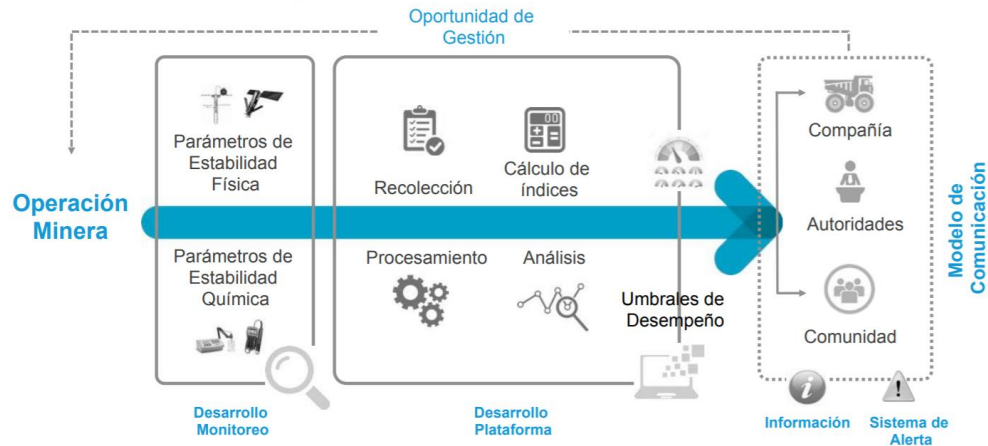 Oportunidad de
Gestión
Operación
Minera
Parámetros de
Estabilidad
Física
Parámetros de
Estabilidad
Química
Desarrollo
Monitoreo
Recolección
Cálculo de
índices
Procesamiento
Análisis
Umbrales de
Desempeño
Desarrollo
Plataforma
Compañía
Autoridades
Comunidad
Modelo de
Comunicación
Información
Sistema de
Alerta